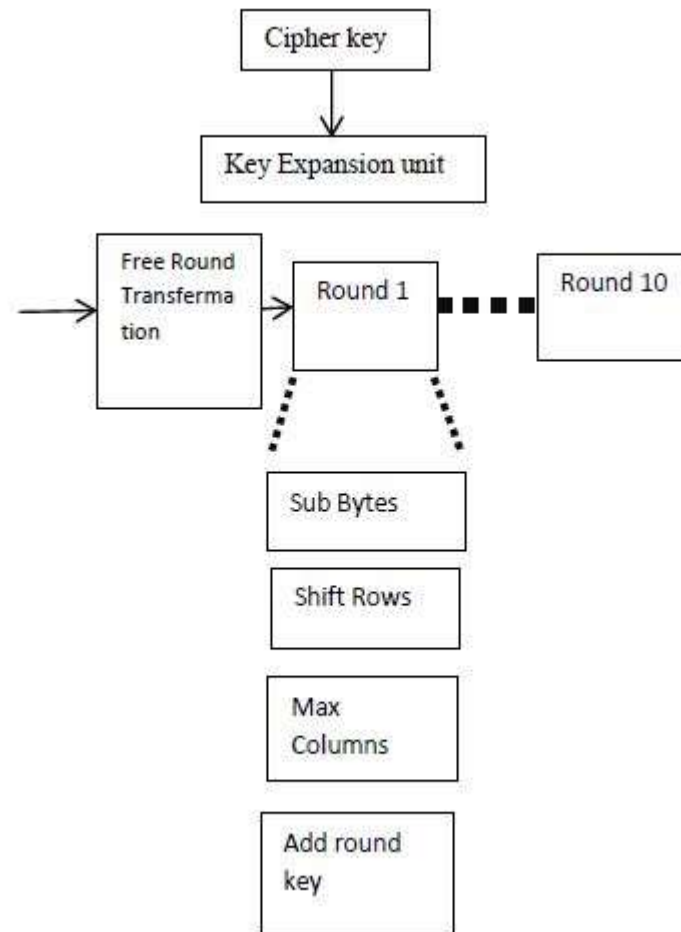 Cipher key
Key Expansion unit
Free Round
Transferma
tion
Round 1
Round 10
Sub Bytes
Shift Rows
Max
Columns
Add round
key